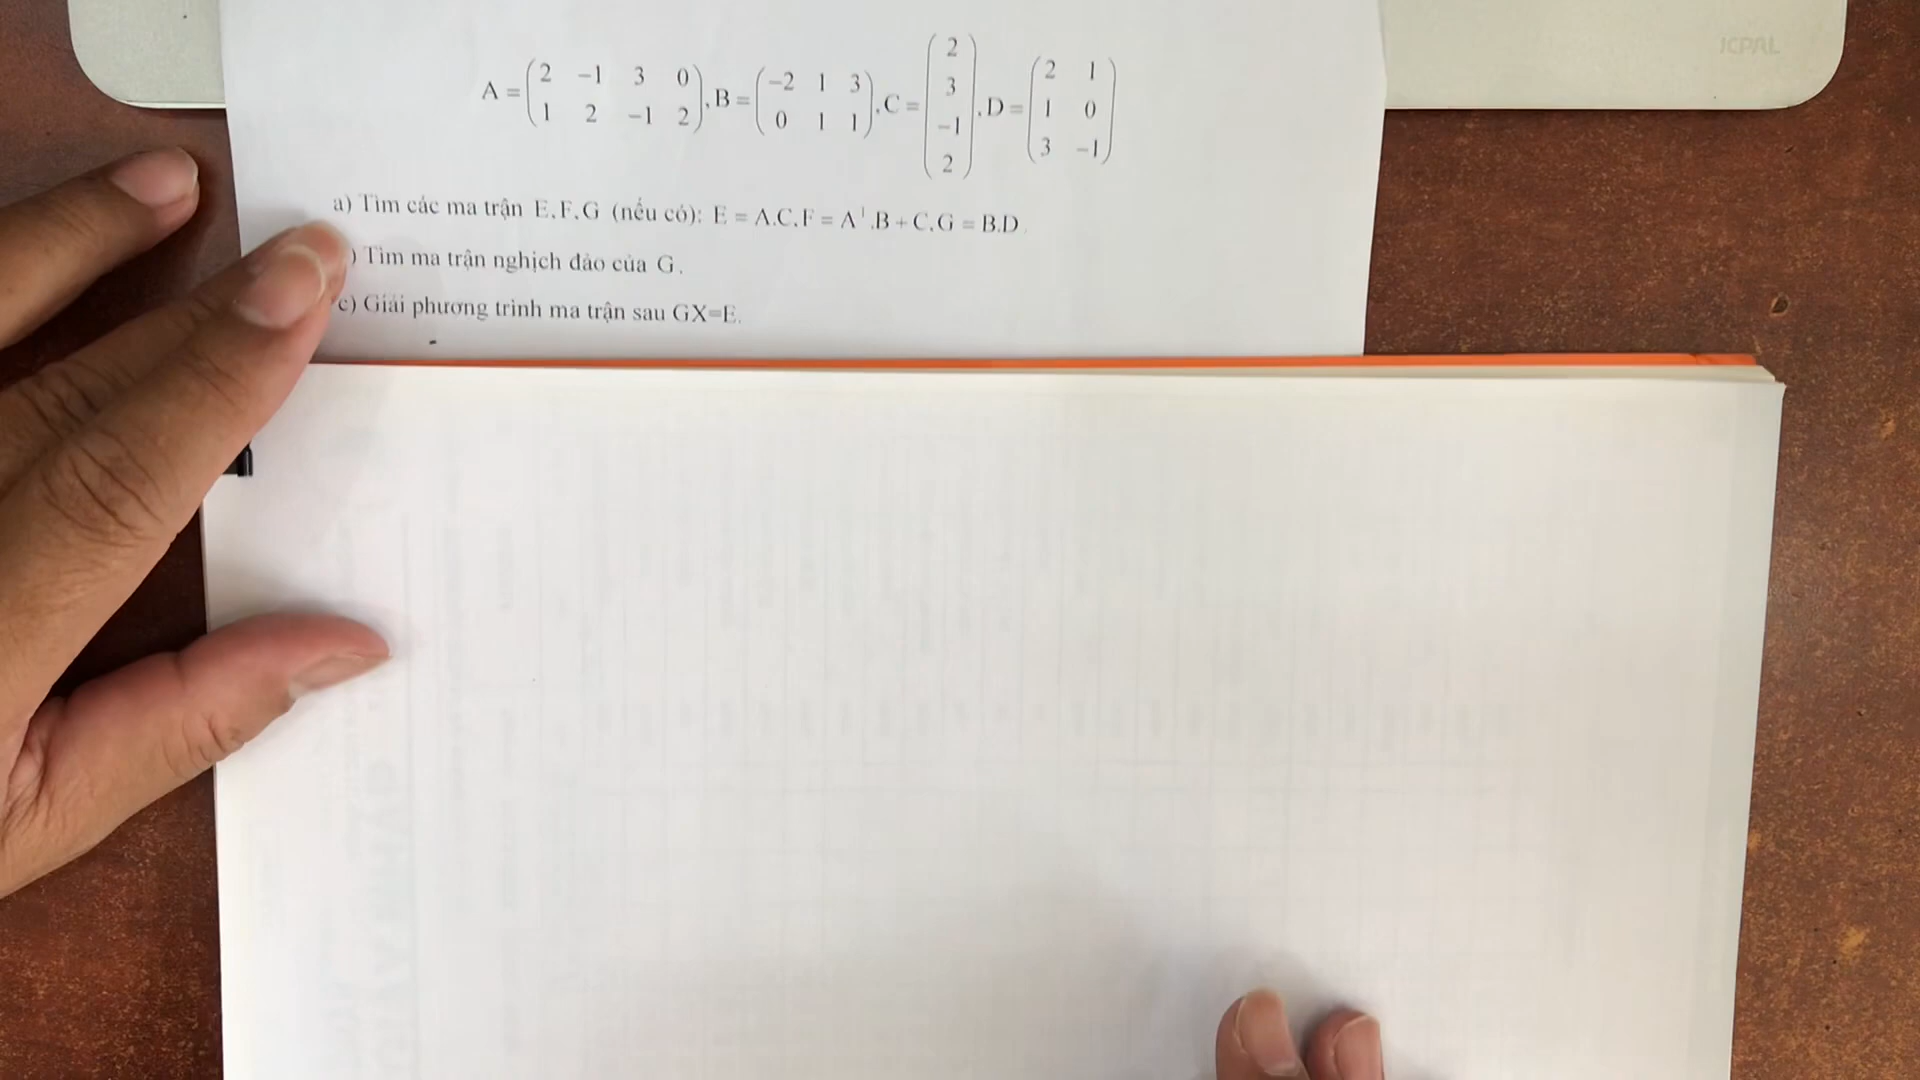 JCPAL
A = (2 −1 3 0
1 2 −1 2), B = (−2 1 3
0 1 1), C = (2
3
−1
2), D = (2 1
1 0
3 −1)
a) Tìm các ma trận E, F, G (nếu có): E = A.C, F = Aᵗ.B + C, G = B.D.
) Tìm ma trận nghịch đảo của G.
c) Giải phương trình ma trận sau GX=E.